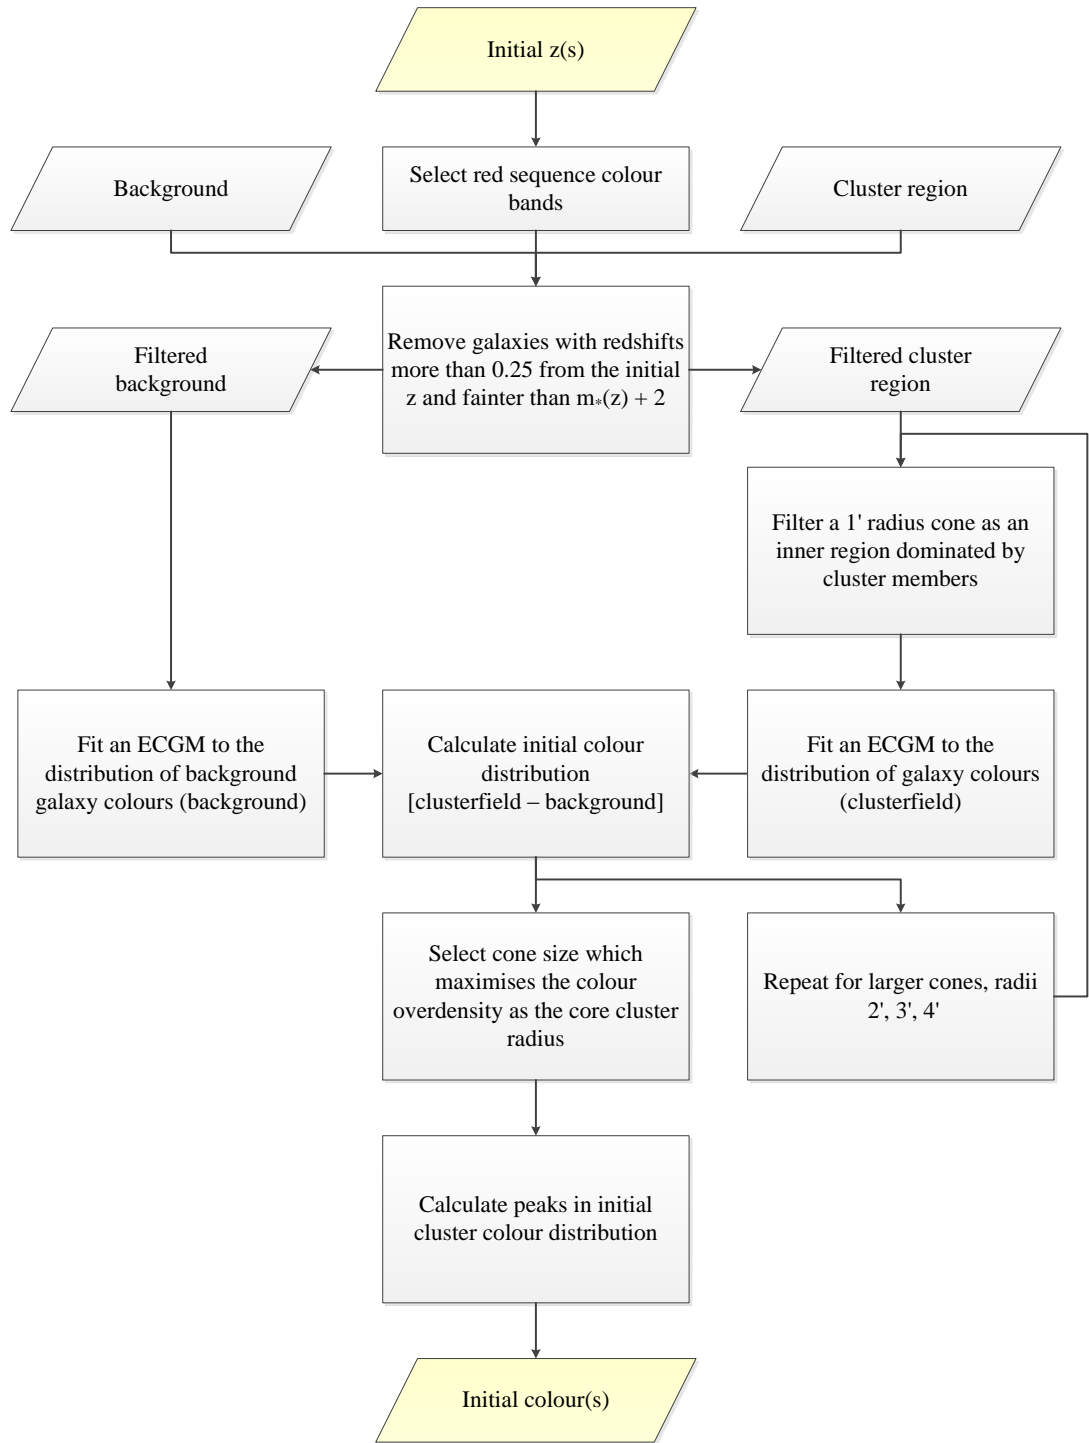 Initial z(s)
Background
Select red sequence colour
bands
Cluster region
Filtered
background
Remove galaxies with redshifts
more than 0.25 from the initial
z and fainter than m*(z) + 2
Filtered cluster
region
Filter a 1' radius cone as an
inner region dominated by
cluster members
Fit an ECGM to the
distribution of background
galaxy colours (background)
Calculate initial colour
distribution
[clusterfield – background]
Fit an ECGM to the
distribution of galaxy colours
(clusterfield)
Select cone size which
maximises the colour
overdensity as the core cluster
radius
Repeat for larger cones, radii
2', 3', 4'
Calculate peaks in initial
cluster colour distribution
Initial colour(s)